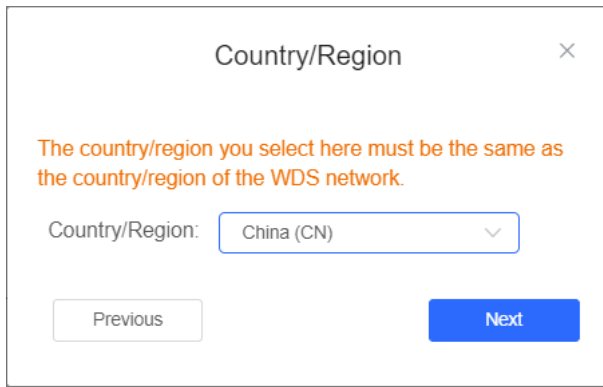 Country/Region
The country/region you select here must be the same as
the country/region of the WDS network.
Country/Region: China (CN)
Previous Next